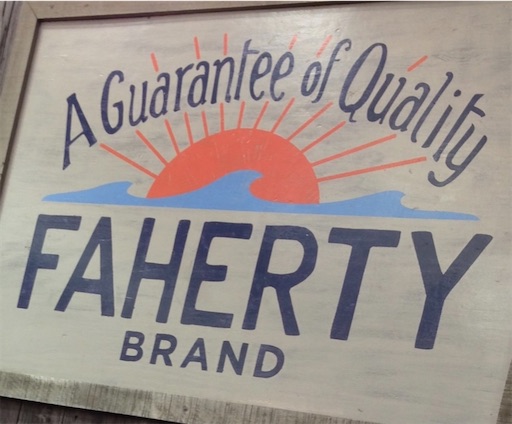 A Guarantee of Quality
FAHERTY
BRAND